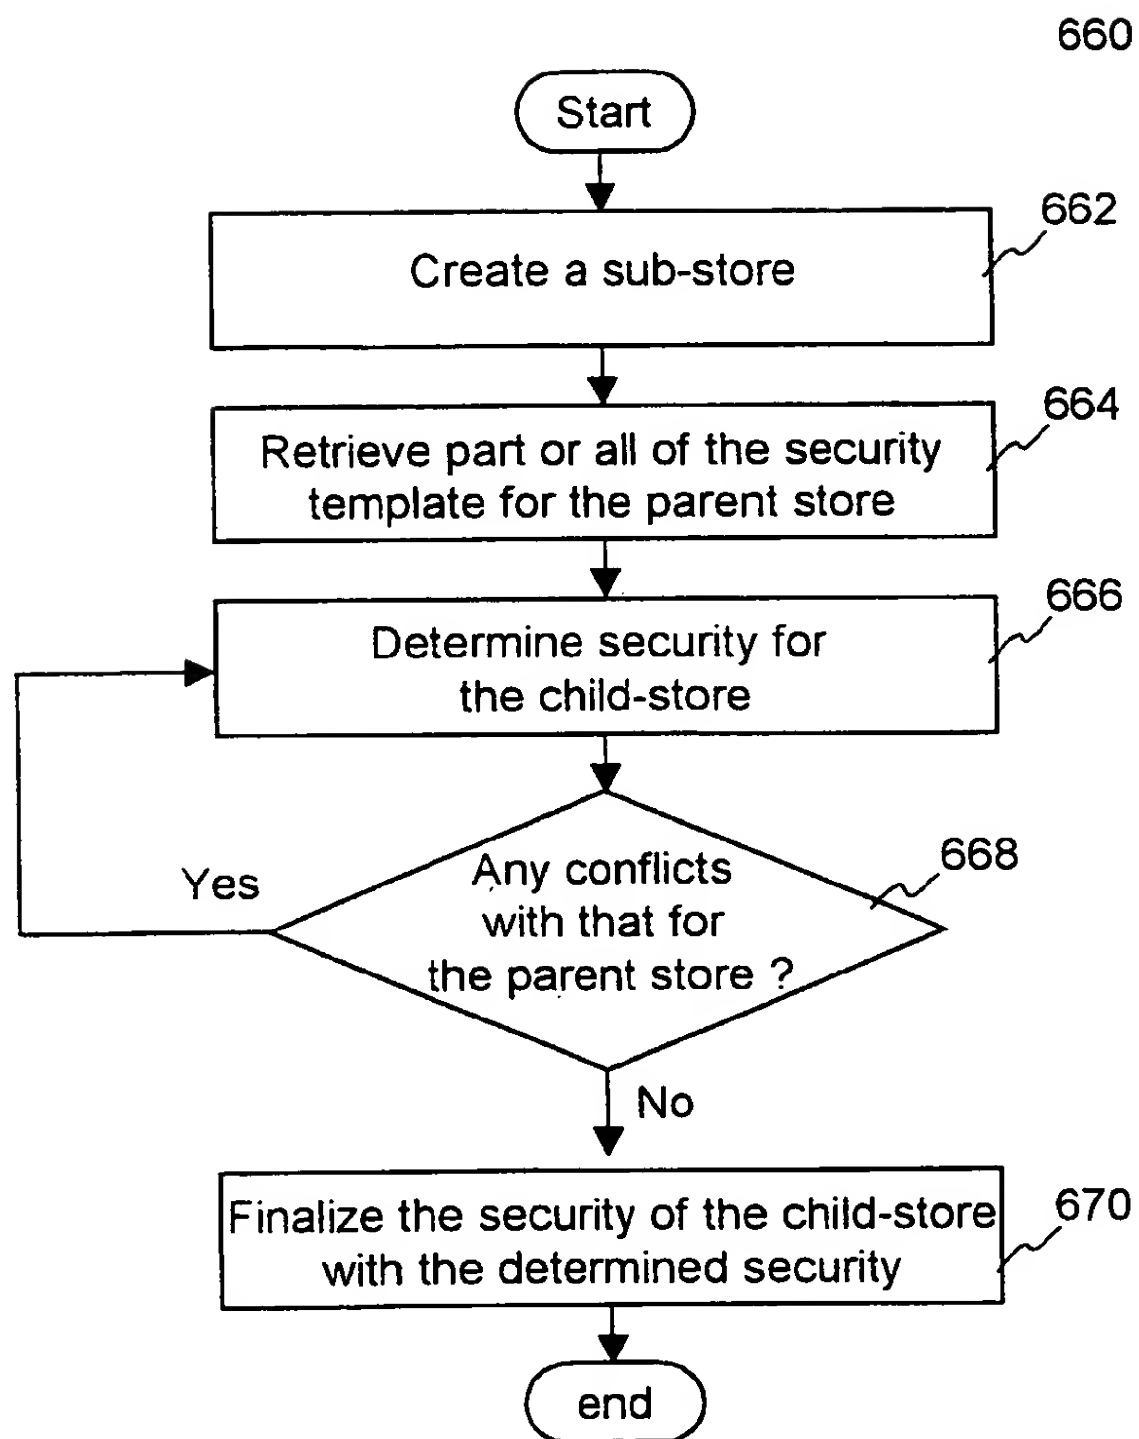 660
Start
662
Create a sub-store
664
Retrieve part or all of the security
template for the parent store
666
Determine security for
the child-store
668
Any conflicts
with that for
the parent store ?
Yes
No
670
Finalize the security of the child-store
with the determined security
end